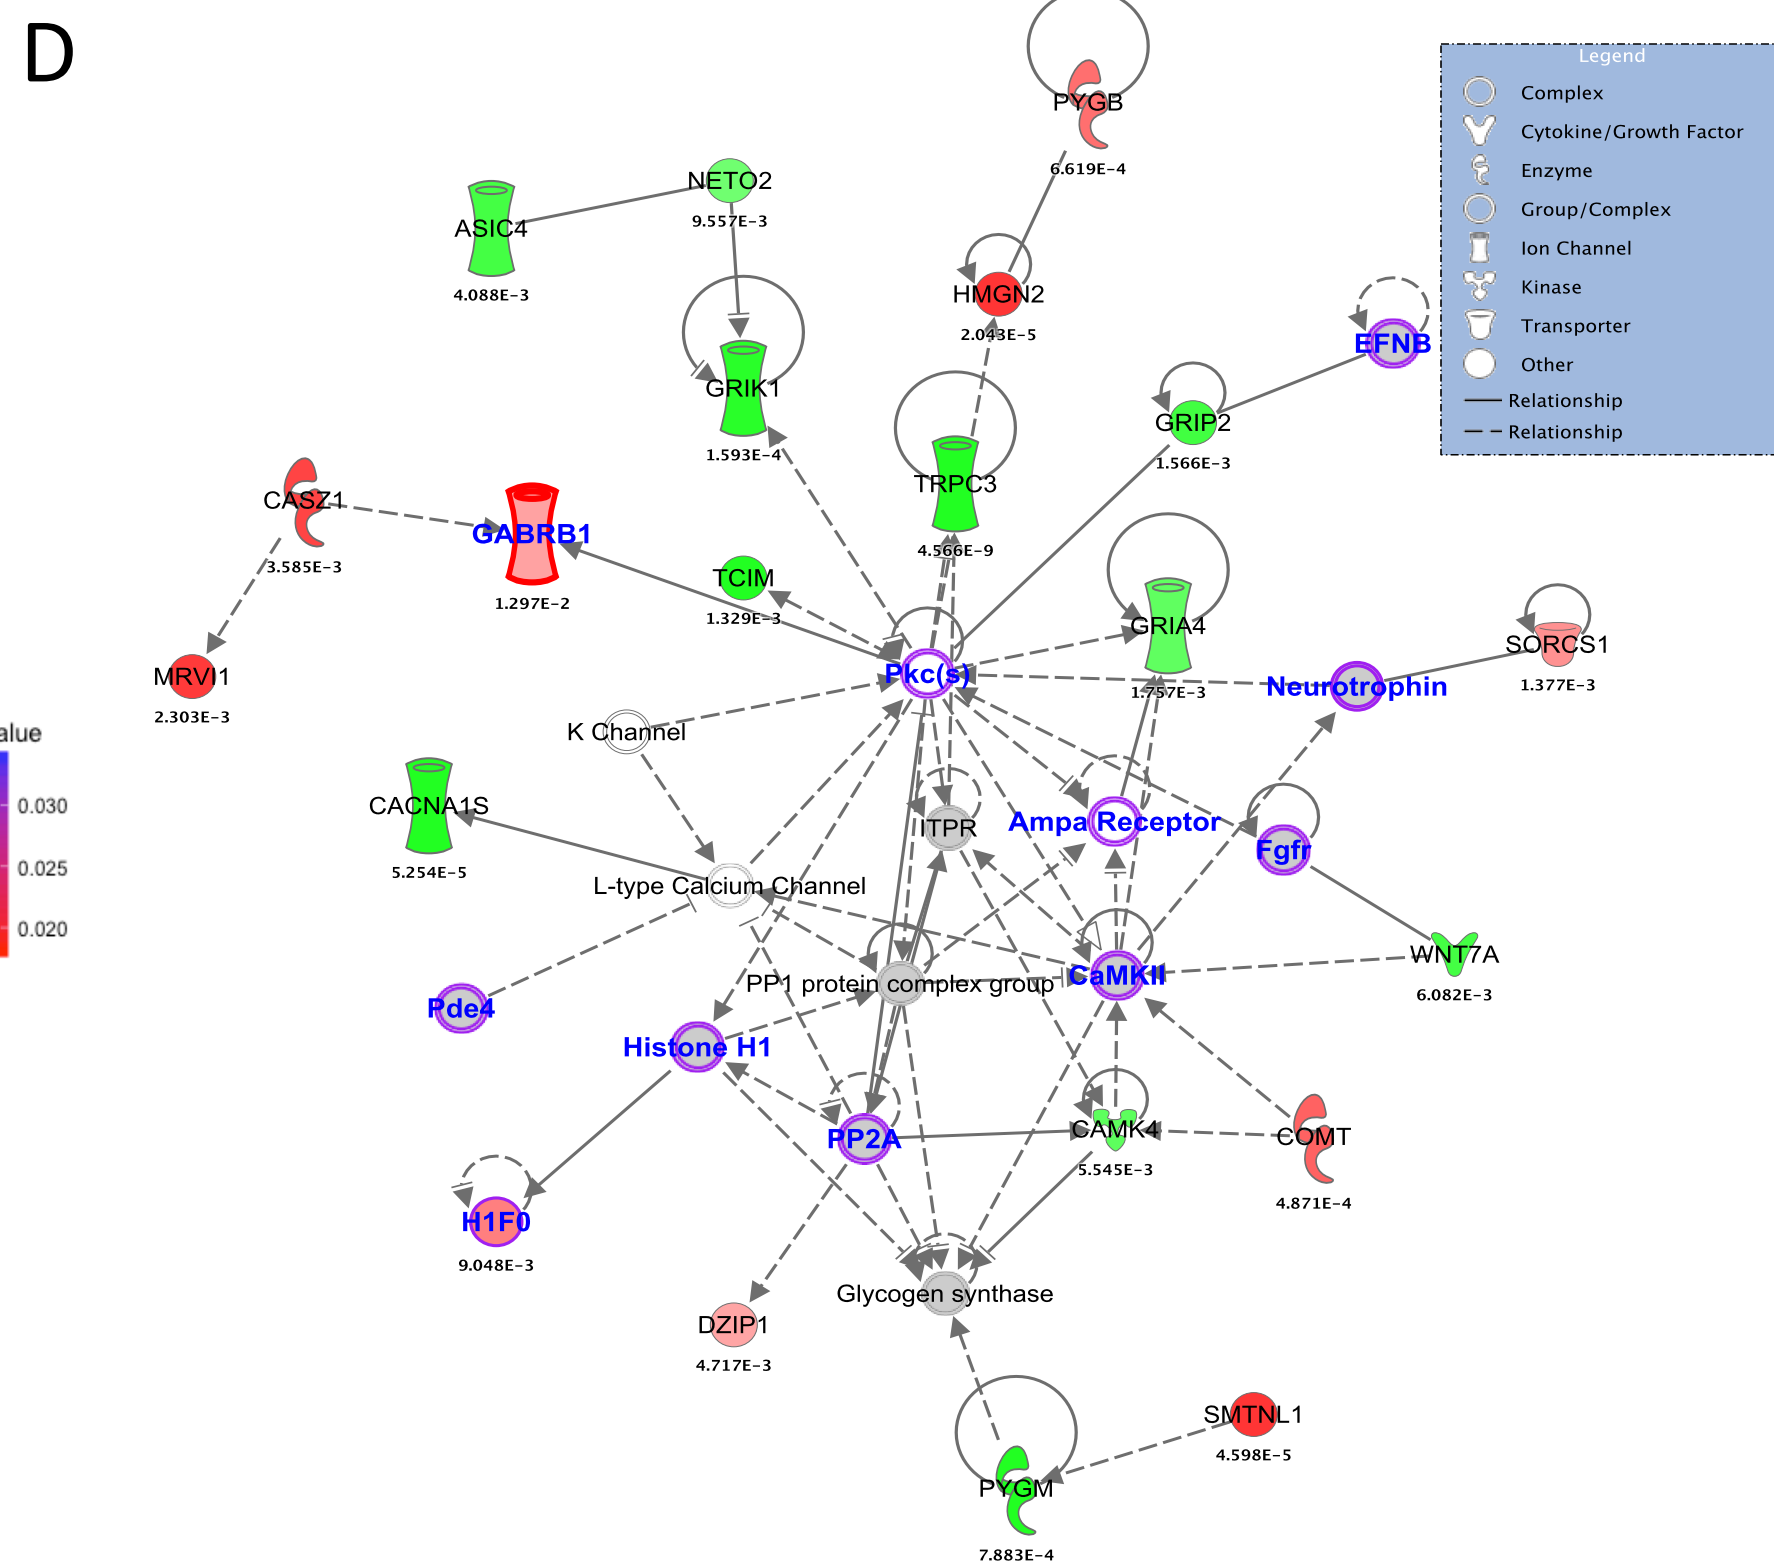 D
Legend
Complex
Cytokine/Growth Factor
Enzyme
Group/Complex
Ion Channel
Kinase
Transporter
Other
Relationship
Relationship
PYGB
6.619E-4
NETO2
9.557E-3
ASIC4
4.088E-3
HMGN2
2.043E-5
EFNB
GRIK1
1.593E-4
GRIP2
1.566E-3
TRPC3
4.566E-9
CASZ1
3.585E-3
GABRB1
1.297E-2
TCIM
1.329E-3
GRIA4
1.757E-3
SORCS1
1.377E-3
MRVI1
2.303E-3
Pkc(s)
Neurotrophin
K Channel
alue
0.030
0.025
0.020
CACNA1S
5.254E-5
ITPR
Ampa Receptor
Fgfr
L-type Calcium Channel
WNT7A
6.082E-3
PP1 protein complex group
CaMKII
Pde4
Histone H1
PP2A
CAMK4
5.545E-3
COMT
4.871E-4
H1F0
9.048E-3
Glycogen synthase
DZIP1
4.717E-3
SMTNL1
4.598E-5
PYGM
7.883E-4